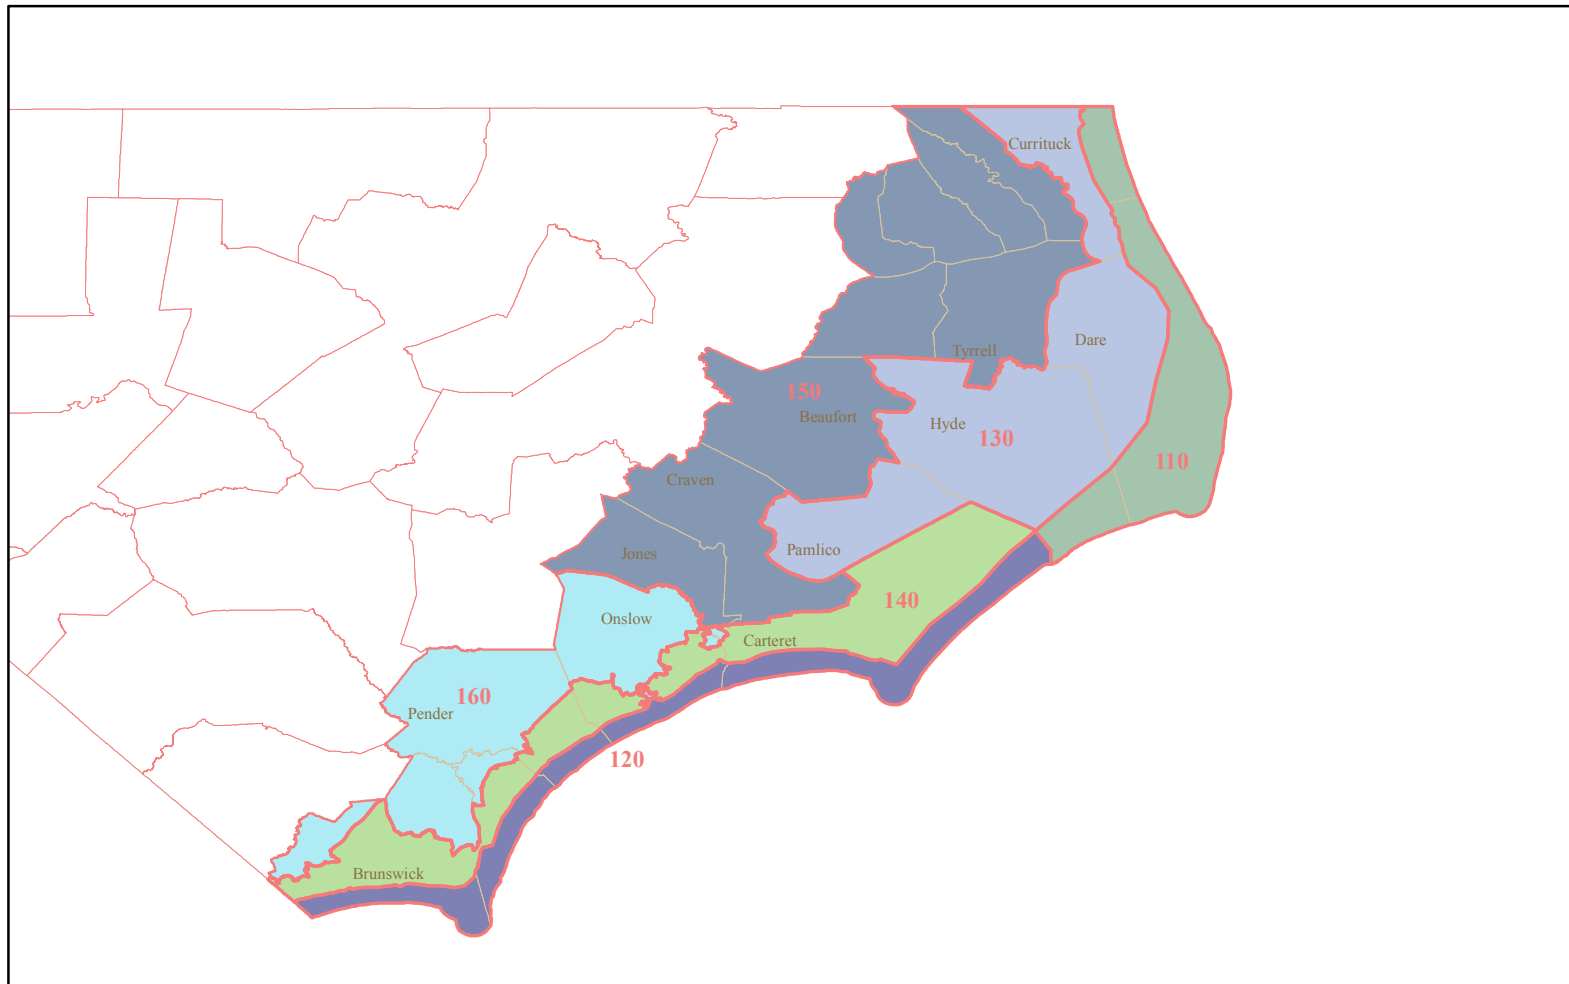 Currituck
Dare
Tyrrell
150
Beaufort
Hyde
130
110
Craven
Jones
Pamlico
140
Onslow
Carteret
160
Pender
120
Brunswick